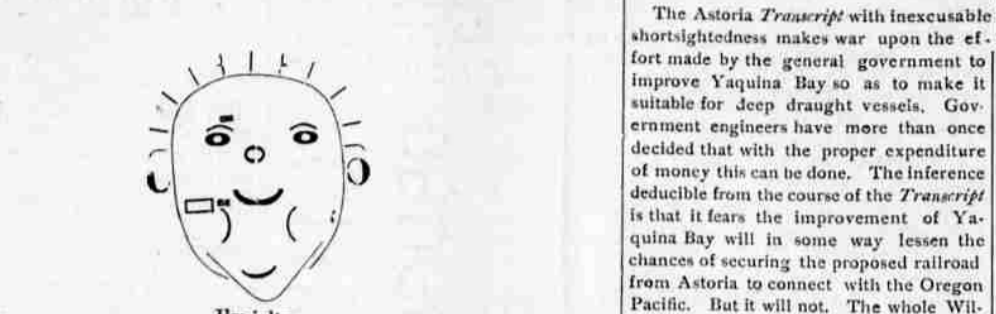 The Astoria Transcript with inexcusable
shortsightedness makes war upon the ef-
fort made by the general government to
improve Yaquina Bay so as to make it
suitable for deep draught vessels. Gov-
ernment engineers have more than once
decided that with the proper expenditure
of money this can be done. The inference
deducible from the course of the Transcript
is that it fears the improvement of Ya-
quina Bay will in some way lessen the
chances of securing the proposed railroad
from Astoria to connect with the Oregon
Pacific. But it will not. The whole Wil-